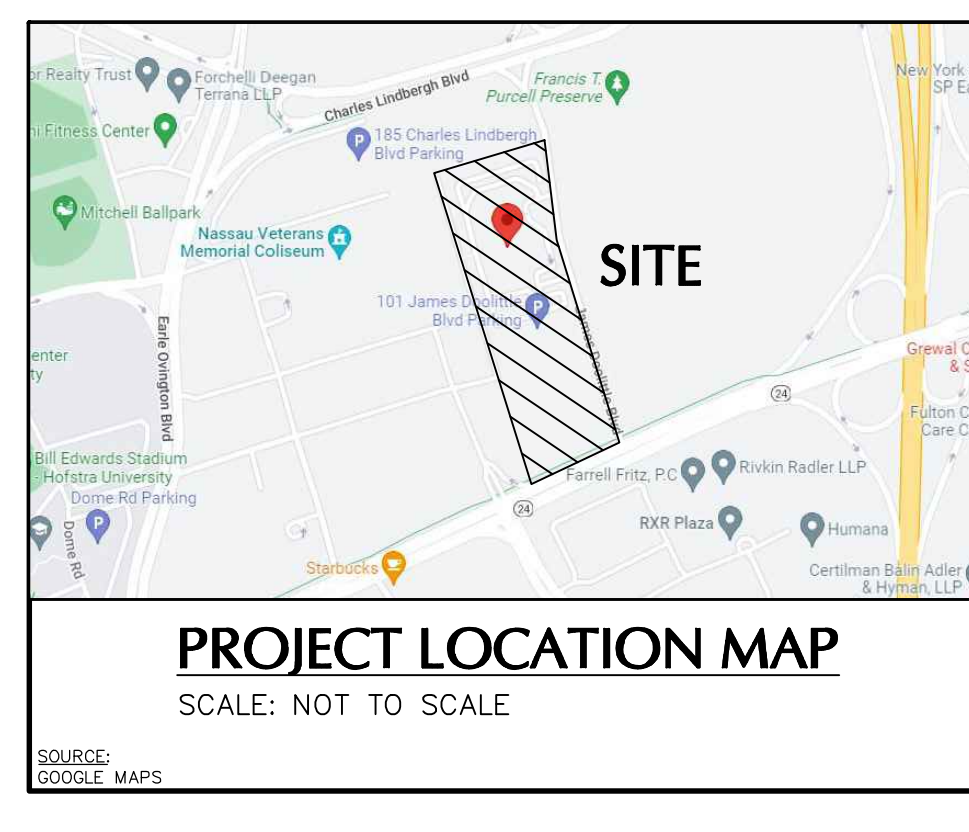 or Realty Trust
Forchelli Deegan
Terrana LLP
Charles Lindbergh Blvd
Francis T.
Purcell Preserve
New York
SP Ea
ni Fitness Center
P
185 Charles Lindbergh
Blvd Parking
Mitchell Ballpark
Nassau Veterans
Memorial Coliseum
SITE
101 James Doolittle
Blvd Parking
P
James Doolittle Blvd
Earle Ovington Blvd
enter
ty
Grewal C
& S
24
Fulton C
Care C
Bill Edwards Stadium
- Hofstra University
Dome Rd Parking
P
Dome Rd
Farrell Fritz, P.C
Rivkin Radler LLP
24
RXR Plaza
Humana
Starbucks
Certilman Balin Adler
& Hyman, LLP
PROJECT LOCATION MAP
SCALE: NOT TO SCALE
SOURCE:
GOOGLE MAPS